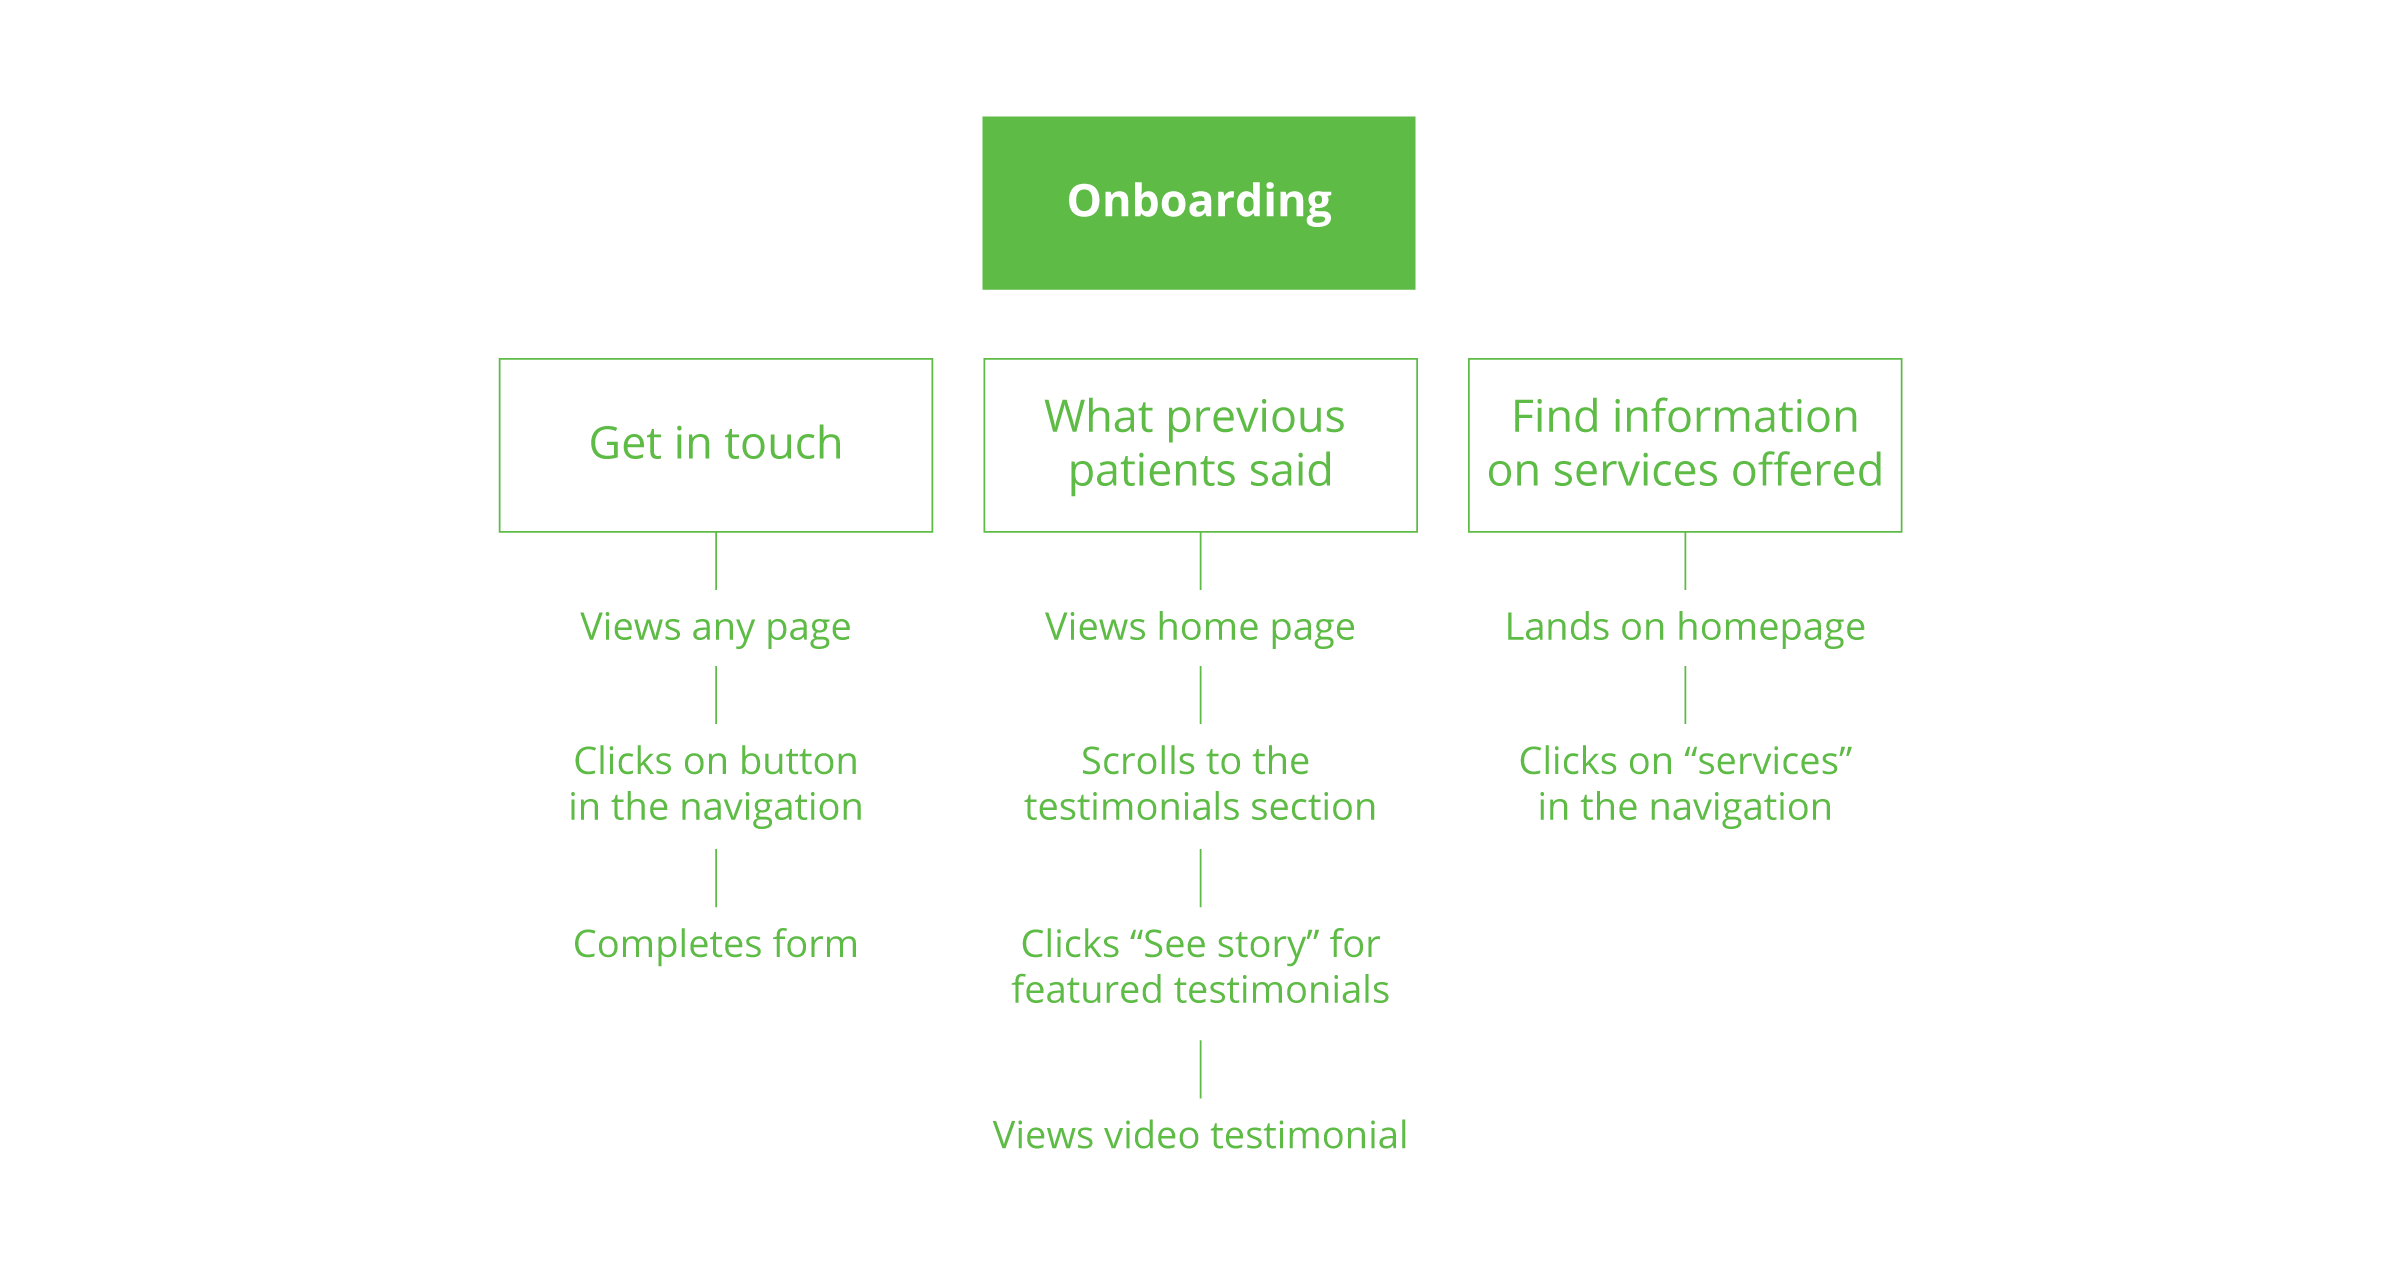 Onboarding
Get in touch
Views any page
Clicks on button
in the navigation
Completes form
What previous
patients said
Views home page
Scrolls to the
testimonials section
Clicks “See story” for
featured testimonials
Views video testimonial
Find information
on services offered
Lands on homepage
Clicks on “services”
in the navigation